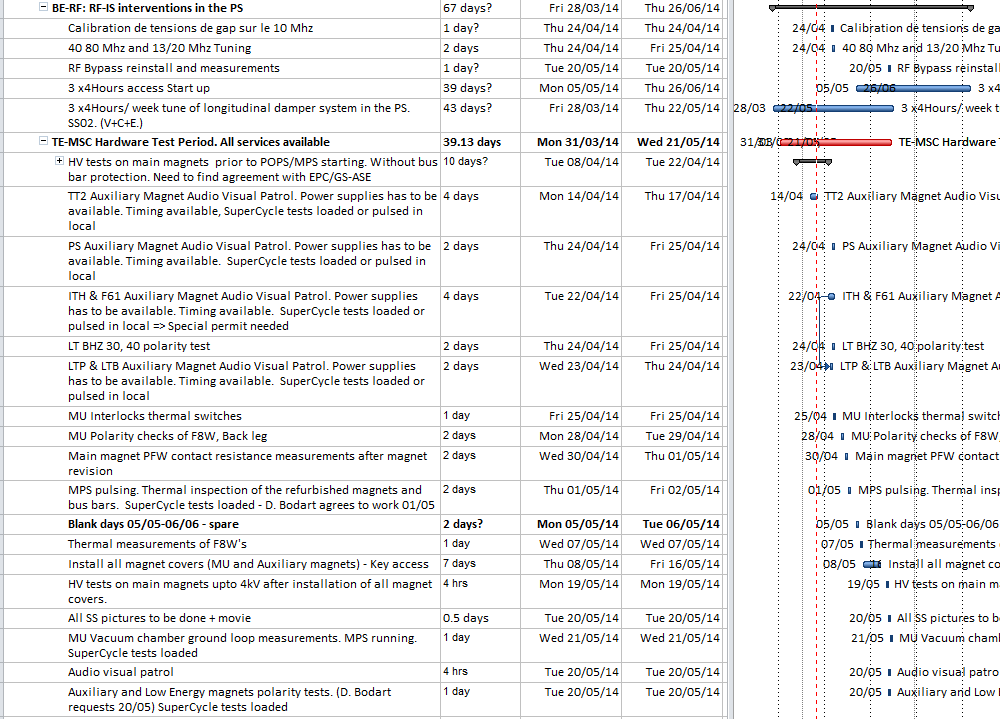 BE-RF: RF-IS interventions in the PS 67 days? Fri 28/03/14 Thu 26/06/14
Calibration de tensions de gap sur le 10 Mhz 1 day? Thu 24/04/14 Thu 24/04/14 24/04 Calibration de tensions de ga
40 80 Mhz and 13/20 Mhz Tuning 2 days Thu 24/04/14 Fri 25/04/14 24/04 40 80 Mhz and 13/20 Mhz Tu
RF Bypass reinstall and measurements 1 day? Tue 20/05/14 Tue 20/05/14 20/05 RF Bypass reinstall
3 x4Hours access Start up 39 days? Mon 05/05/14 Thu 26/06/14 05/05 26/06 3 x4
3 x4Hours/ week tune of longitudinal damper system in the PS. 43 days? Fri 28/03/14 Thu 22/05/14 28/03 22/05 3 x4Hours/ week t
SSO2. (V+C+E.)
TE-MSC Hardware Test Period. All services available 39.13 days Mon 31/03/14 Wed 21/05/14 31/03 21/05 TE-MSC Hardware
HV tests on main magnets prior to POPS/MPS starting. Without bus 10 days? Tue 08/04/14 Tue 22/04/14
bar protection. Need to find agreement with EPC/GS-ASE
TT2 Auxiliary Magnet Audio Visual Patrol. Power supplies has to be 4 days Mon 14/04/14 Thu 17/04/14 14/04 TT2 Auxiliary Magnet Audio Visu
available. Timing available, SuperCycle tests loaded or pulsed in
local
PS Auxiliary Magnet Audio Visual Patrol. Power supplies has to be 2 days Thu 24/04/14 Fri 25/04/14 24/04 PS Auxiliary Magnet Audio Vi
available. Timing available. SuperCycle tests loaded or pulsed in
local
ITH & F61 Auxiliary Magnet Audio Visual Patrol. Power supplies 4 days Tue 22/04/14 Fri 25/04/14 22/04 ITH & F61 Auxiliary Magnet A
has to be available. Timing available. SuperCycle tests loaded or
pulsed in local => Special permit needed
LT BHZ 30, 40 polarity test 2 days Thu 24/04/14 Fri 25/04/14 24/04 LT BHZ 30, 40 polarity test
LTP & LTB Auxiliary Magnet Audio Visual Patrol. Power supplies 2 days Wed 23/04/14 Thu 24/04/14 23/04 LTP & LTB Auxiliary Magnet Au
has to be available. Timing available. SuperCycle tests loaded or
pulsed in local
MU Interlocks thermal switches 1 day Fri 25/04/14 Fri 25/04/14 25/04 MU Interlocks thermal switch
MU Polarity checks of F8W, Back leg 2 days Mon 28/04/14 Tue 29/04/14 28/04 MU Polarity checks of F8W,
Main magnet PFW contact resistance measurements after magnet 2 days Wed 30/04/14 Thu 01/05/14 30/04 Main magnet PFW contact
revision
MPS pulsing. Thermal inspection of the refurbished magnets and 2 days Thu 01/05/14 Fri 02/05/14 01/05 MPS pulsing. Thermal insp
bus bars. SuperCycle tests loaded - D. Bodart agrees to work 01/05
Blank days 05/05-06/06 - spare 2 days? Mon 05/05/14 Tue 06/05/14 05/05 Blank days 05/05-06/06
Thermal measurements of F8W's 1 day Wed 07/05/14 Wed 07/05/14 07/05 Thermal measurements o
Install all magnet covers (MU and Auxiliary magnets) - Key access 7 days Thu 08/05/14 Fri 16/05/14 08/05 Install all magnet co
HV tests on main magnets upto 4kV after installation of all magnet 4 hrs Mon 19/05/14 Mon 19/05/14 19/05 HV tests on main m
covers.
All SS pictures to be done + movie 0.5 days Tue 20/05/14 Tue 20/05/14 20/05 All SS pictures to be
MU Vacuum chamber ground loop measurements. MPS running. 1 day Wed 21/05/14 Wed 21/05/14 21/05 MU Vacuum chamb
SuperCycle tests loaded
Audio visual patrol 4 hrs Tue 20/05/14 Tue 20/05/14 20/05 Audio visual patro
Auxiliary and Low Energy magnets polarity tests. (D. Bodart 1 day Tue 20/05/14 Tue 20/05/14 20/05 Auxiliary and Low E
requests 20/05) SuperCycle tests loaded